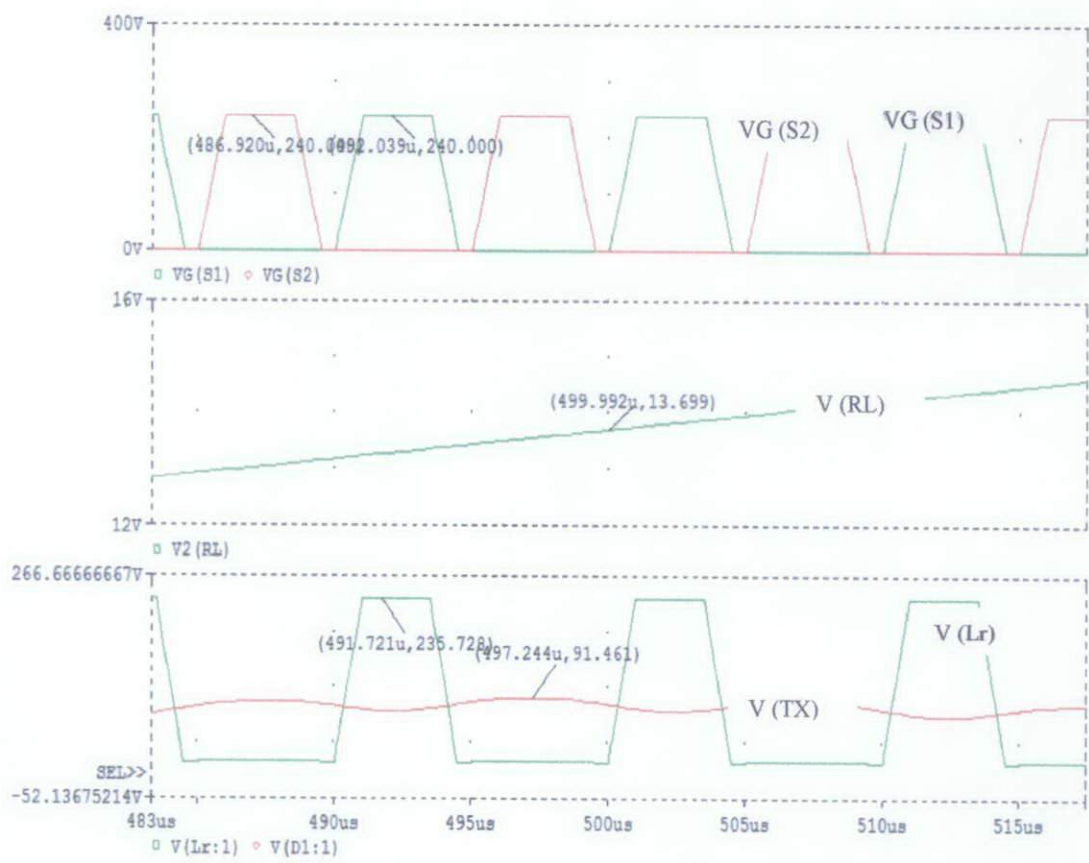 400V
(486.920u,240.000)
(492.039u,240.000)
VG (S2)
VG (S1)
0V
VG(S1) VG(S2)
16V
(499.992u,13.699)
V (RL)
12V
V2(RL)
266.66666667V
(491.721u,235.728)
(497.244u,91.461)
V (Lr)
V (TX)
SEL>>
-52.13675214V
483us 490us 495us 500us 505us 510us 515us
V(Lr:1) V(D1:1)